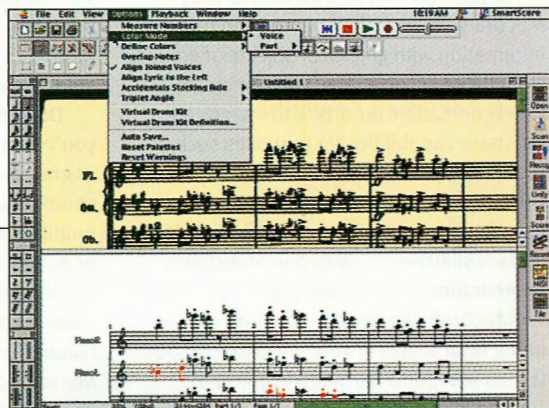 File Edit View Options Playback Window Help 10:19 AM SmartScore
Measure Numbers
Color Mode
Voice
Part
Define Colors
Overlap Notes
Align Joined Voices
Align Lyric to the Left
Accidentals Stacking Rule
Triplet Angle
Virtual Drum Kit
Virtual Drum Kit Definition...
Auto Save...
Reset Palettes
Reset Warnings
Untitled 1
Open
Scan
Recog
Unify
Score
Record
MIDI
Tile
Fl.
Ob.